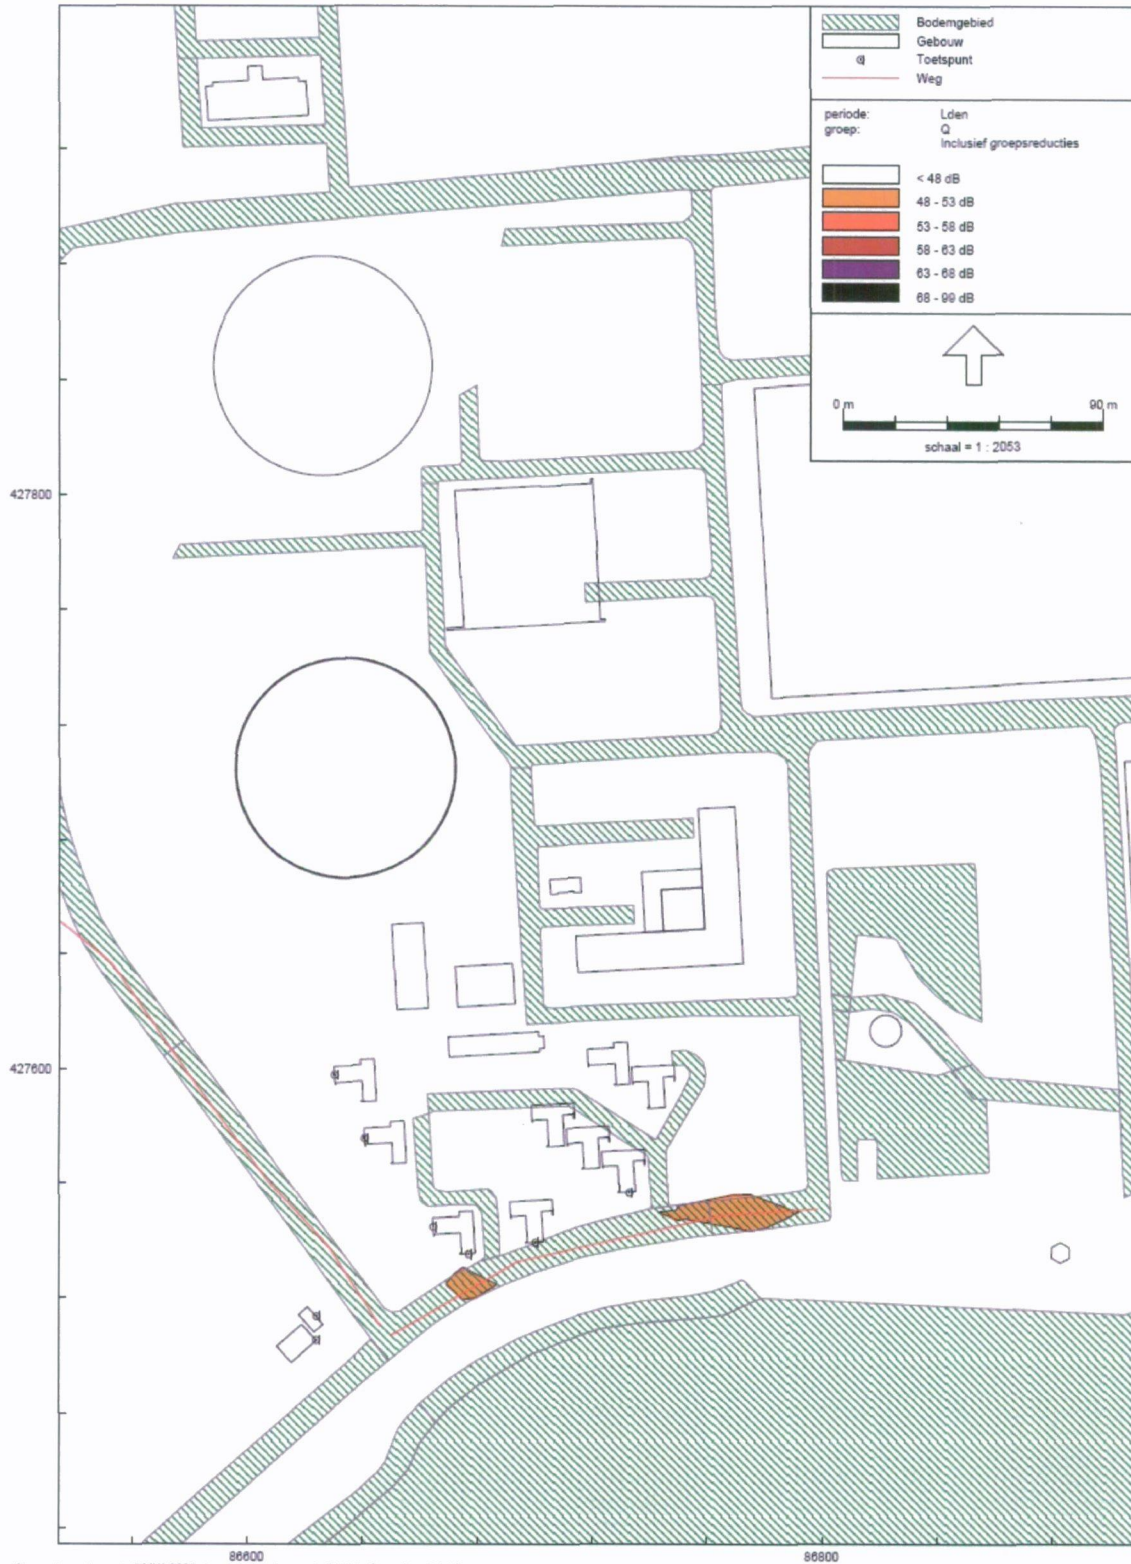 Bodemgebied
Gebouw
Toetspunt
Weg
periode: Lden
groep: Q
Inclusief groepsreducties
< 48 dB
48 - 53 dB
53 - 58 dB
58 - 63 dB
63 - 68 dB
68 - 99 dB
0 m 90 m
schaal = 1 : 2053
427800
427600
86600 86800